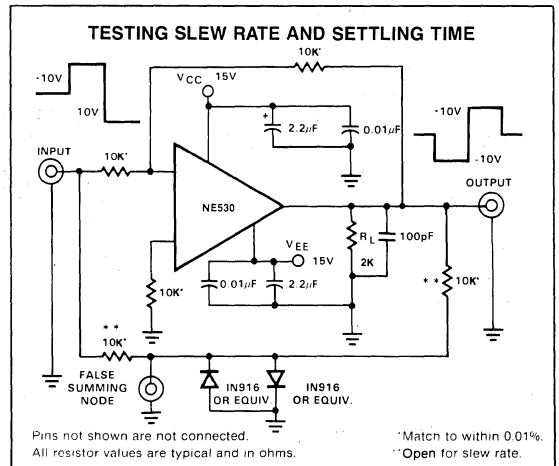 TESTING SLEW RATE AND SETTLING TIME
10K*
VCC 15V
-10V
10V
+
2.2µF
0.01µF
10V
-10V
INPUT
10K*
OUTPUT
NE530
RL
2K
100pF
VEE 15V
0.01µF
2.2µF
10K*
** 10K*
**
10K*
FALSE
SUMMING
NODE
IN916
OR EQUIV.
IN916
OR EQUIV.
Pins not shown are not connected.
All resistor values are typical and in ohms.
*Match to within 0.01%.
**Open for slew rate.